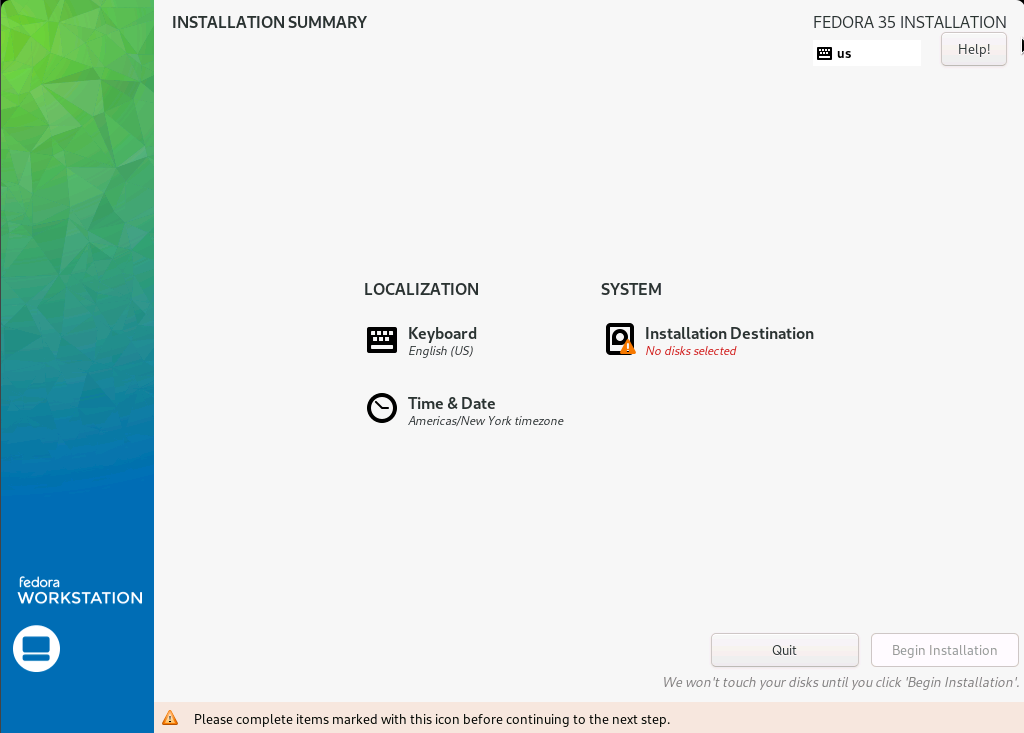 INSTALLATION SUMMARY
FEDORA 35 INSTALLATION
us
Help!
LOCALIZATION
Keyboard
English (US)
Time & Date
Americas/New York timezone
SYSTEM
Installation Destination
No disks selected
fedora
WORKSTATION
Quit
Begin Installation
We won't touch your disks until you click 'Begin Installation'.
Please complete items marked with this icon before continuing to the next step.